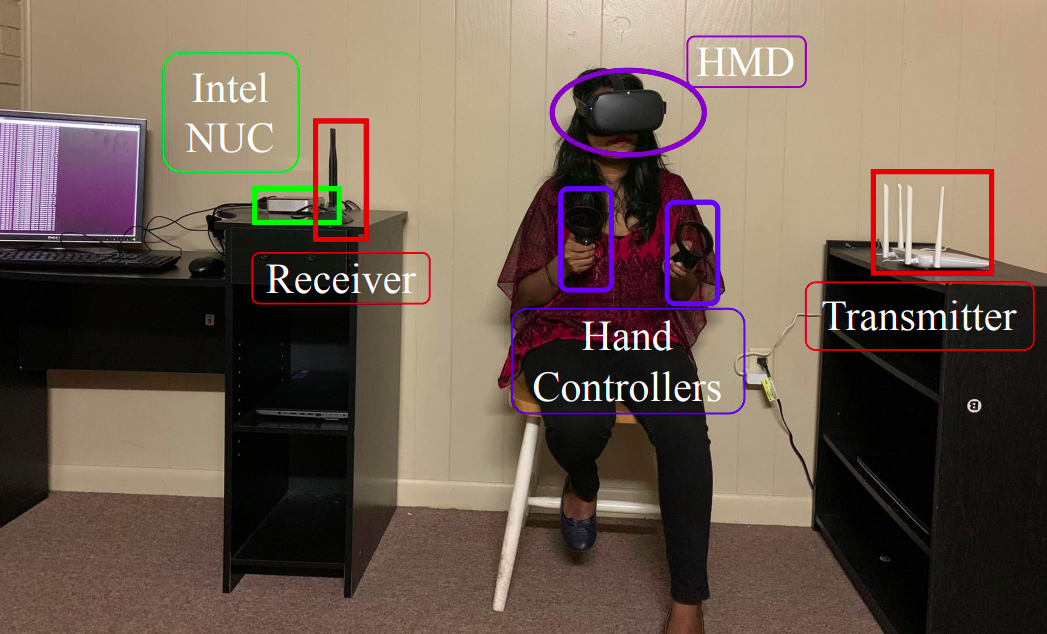 HMD
Intel
NUC
Receiver
Transmitter
Hand
Controllers